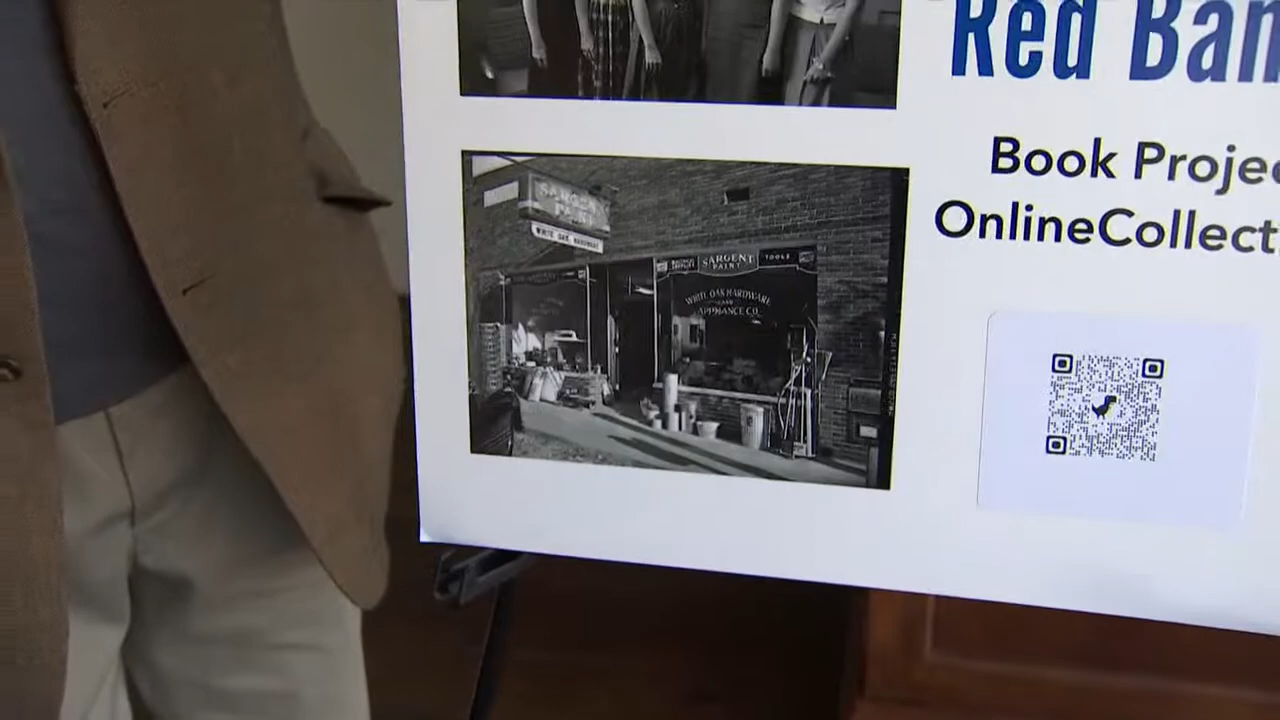 Red Ban
Book Projec
OnlineCollect
SARGENT
PAINT
WHITE OAK HARDWARE
SARGENT
PAINT
TOOLS
WHITE OAK HARDWARE
AND
APPLIANCE CO.